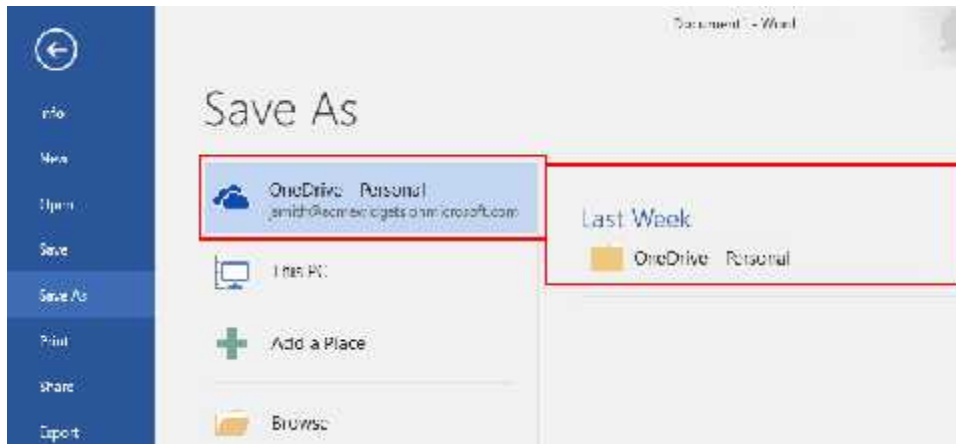 Document1 - Word
Info
New
Open
Save
Save As
Print
Share
Export
Save As
OneDrive - Personal
This PC
Add a Place
Browse
Last Week
OneDrive - Personal